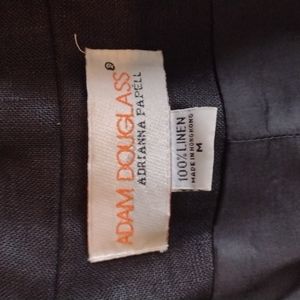 ADAM DOUGLASS®
ADRIANNA PAPELL
100% LINEN
MADE IN HONG KONG
M